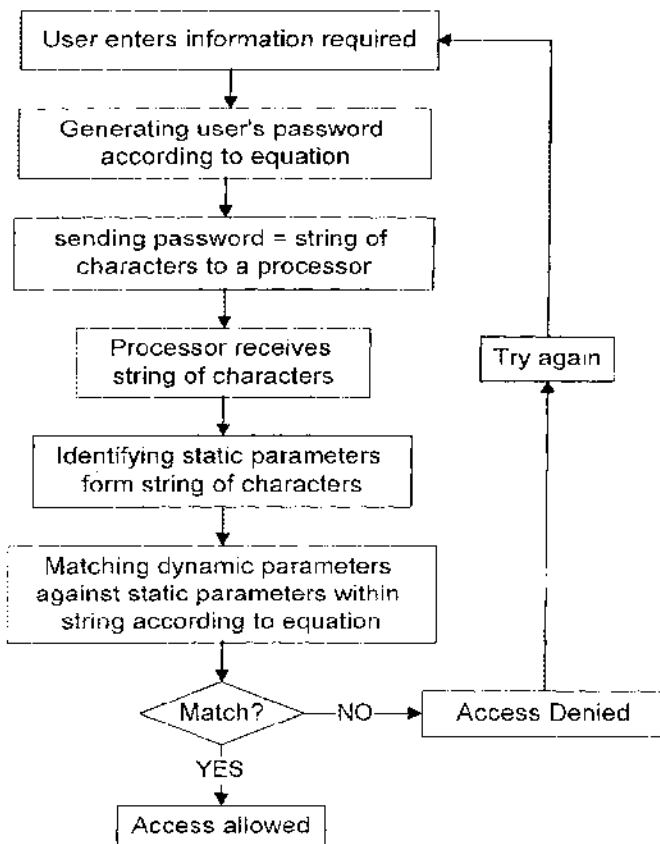 User enters information required
Generating user's password
according to equation
sending password = string of
characters to a processor
Processor receives
string of characters
Try again
Identifying static parameters
form string of characters
Matching dynamic parameters
against static parameters within
string according to equation
Match?
NO
Access Denied
YES
Access allowed